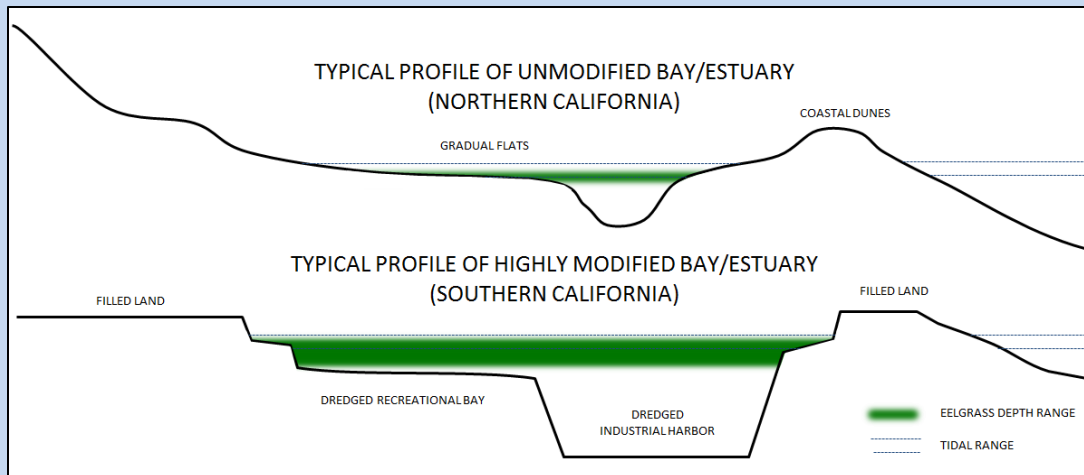 TYPICAL PROFILE OF UNMODIFIED BAY/ESTUARY
(NORTHERN CALIFORNIA)
COASTAL DUNES
GRADUAL FLATS
TYPICAL PROFILE OF HIGHLY MODIFIED BAY/ESTUARY
(SOUTHERN CALIFORNIA)
FILLED LAND
FILLED LAND
DREDGED RECREATIONAL BAY
DREDGED
INDUSTRIAL HARBOR
EELGRASS DEPTH RANGE
TIDAL RANGE